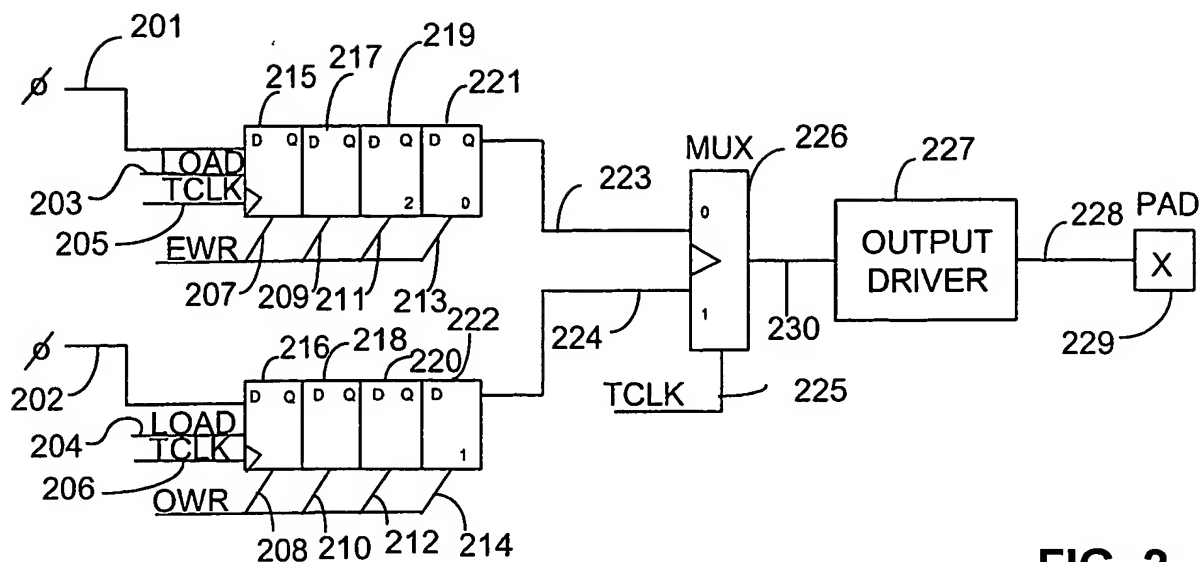 201
219
215
217
221
∅
D Q D Q D Q D Q
MUX
226
227
LOAD
203
TCLK
205
2 0
223
0
228
PAD
OUTPUT
DRIVER
X
EWR
207
209
211
213
222
224
1
230
229
∅
216
218
220
202
D Q D Q D Q D
TCLK
225
LOAD
204
TCLK
206
1
OWR
208
210
212
214